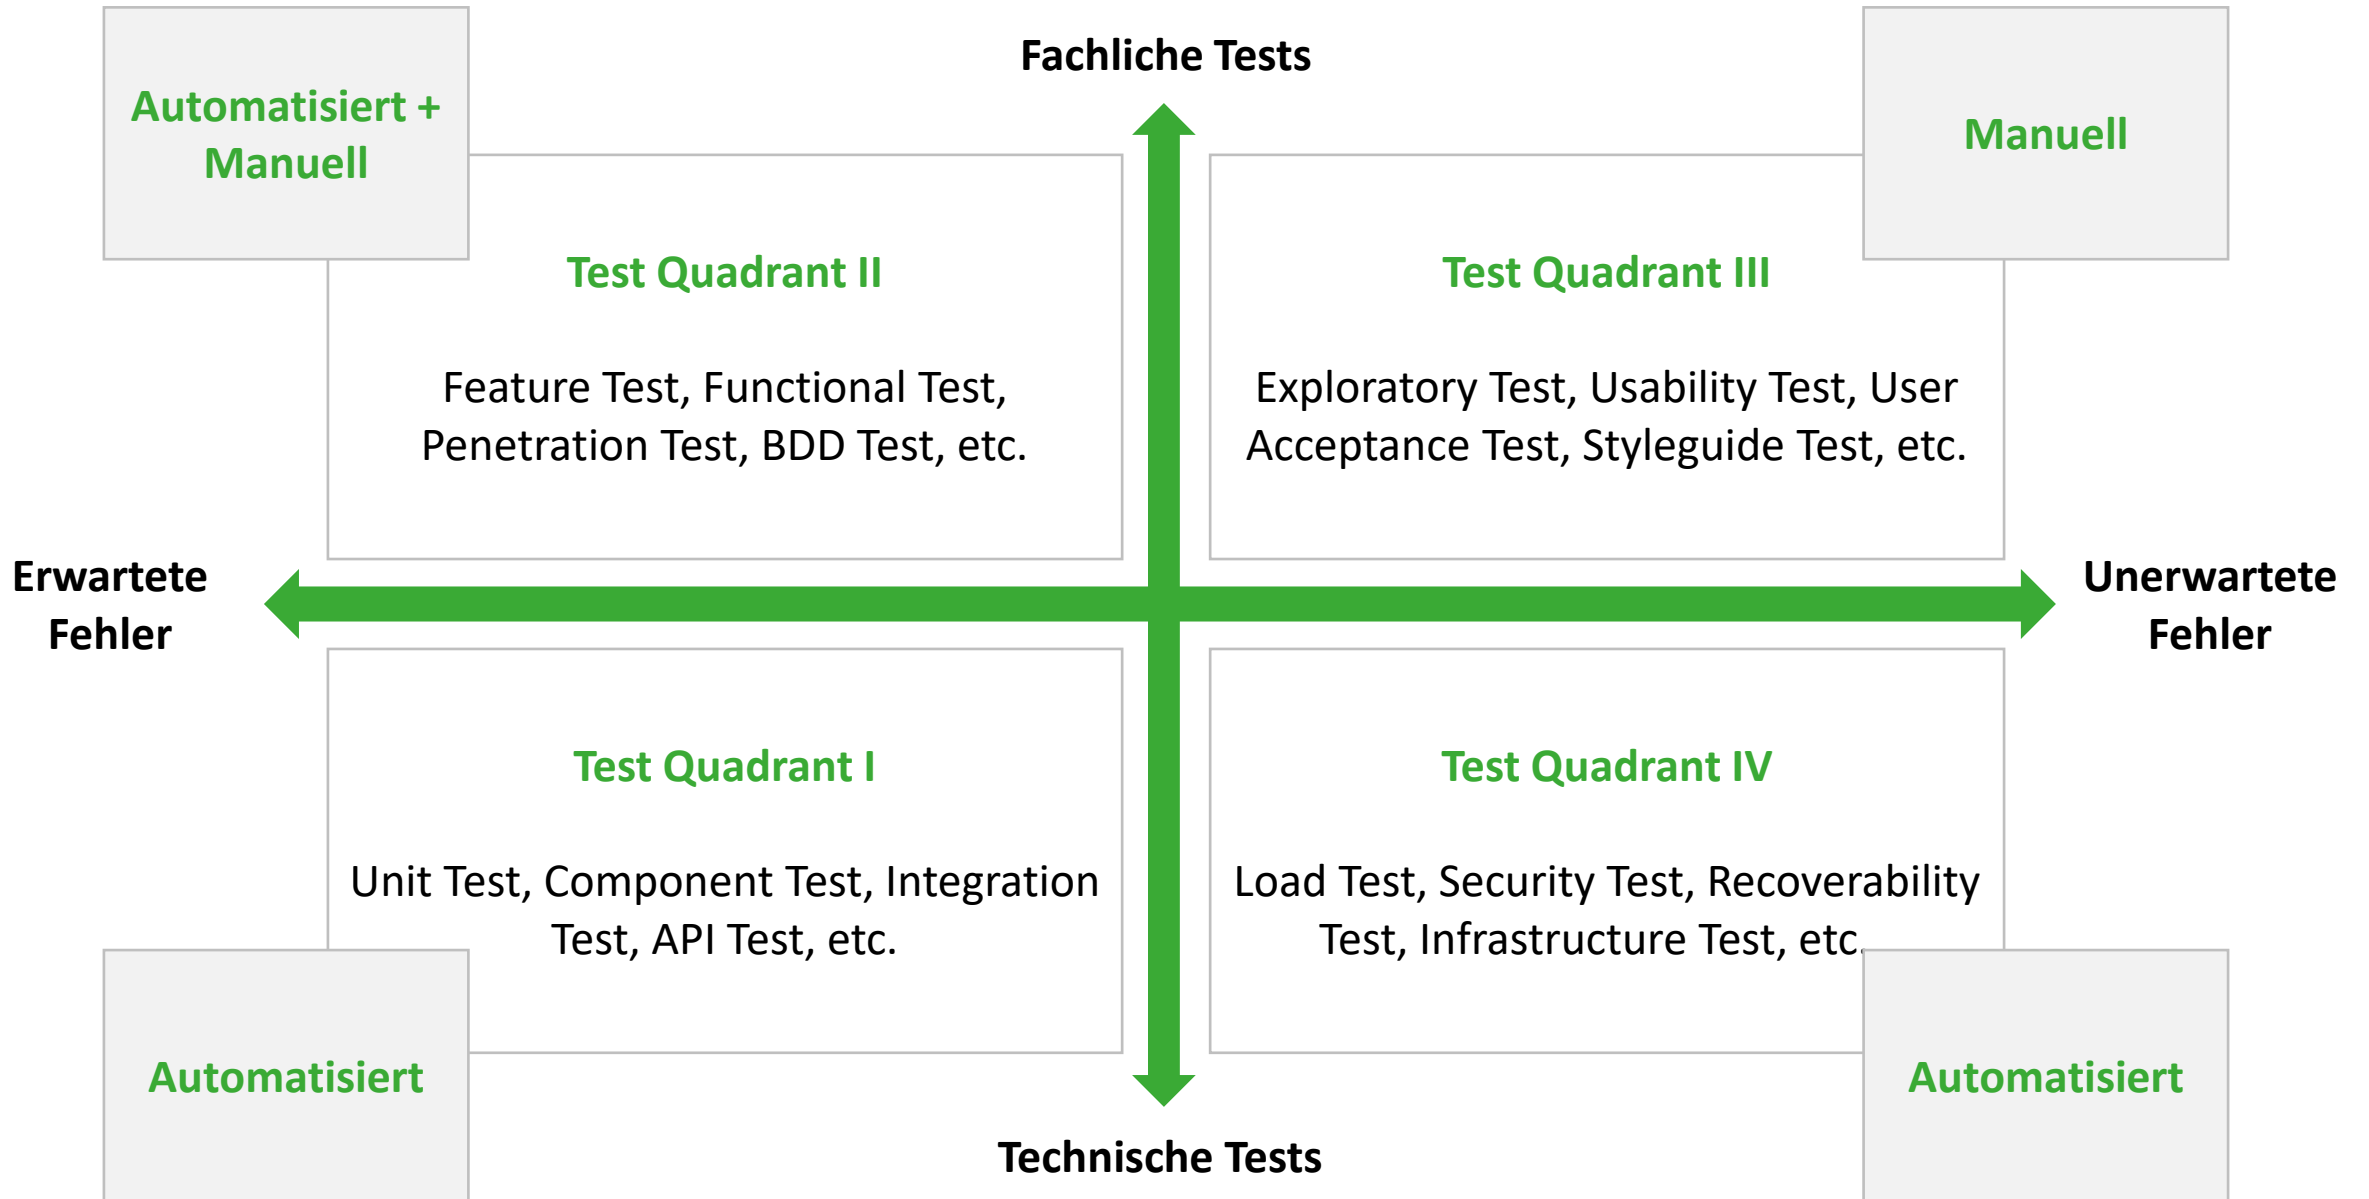 Fachliche Tests
Automatisiert +
Manuell
Manuell
Test Quadrant II
Feature Test, Functional Test,
Penetration Test, BDD Test, etc.
Test Quadrant III
Exploratory Test, Usability Test, User
Acceptance Test, Styleguide Test, etc.
Erwartete
Fehler
Unerwartete
Fehler
Test Quadrant I
Unit Test, Component Test, Integration
Test, API Test, etc.
Test Quadrant IV
Load Test, Security Test, Recoverability
Test, Infrastructure Test, etc.
Automatisiert
Automatisiert
Technische Tests